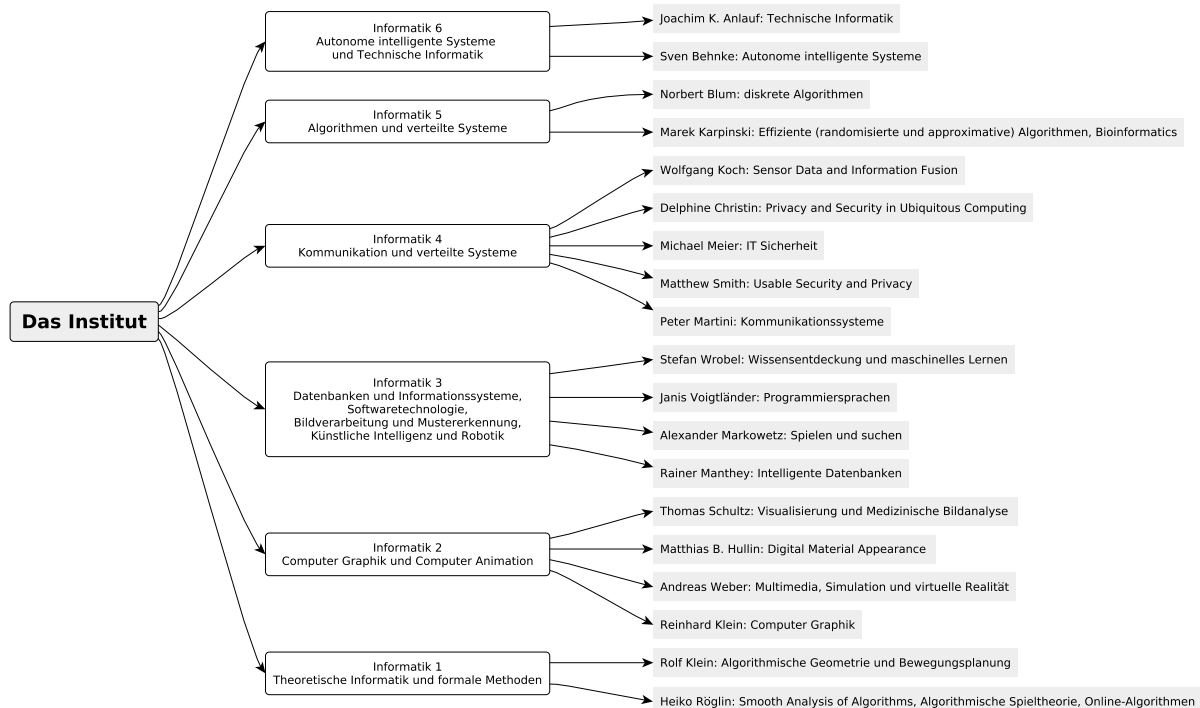 Das Institut
Informatik 6
Autonome intelligente Systeme
und Technische Informatik
Joachim K. Anlauf: Technische Informatik
Sven Behnke: Autonome intelligente Systeme
Informatik 5
Algorithmen und verteilte Systeme
Norbert Blum: diskrete Algorithmen
Marek Karpinski: Effiziente (randomisierte und approximative) Algorithmen, Bioinformatics
Informatik 4
Kommunikation und verteilte Systeme
Wolfgang Koch: Sensor Data and Information Fusion
Delphine Christin: Privacy and Security in Ubiquitous Computing
Michael Meier: IT Sicherheit
Matthew Smith: Usable Security and Privacy
Peter Martini: Kommunikationssysteme
Informatik 3
Datenbanken und Informationssysteme,
Softwaretechnologie,
Bildverarbeitung und Mustererkennung,
Künstliche Intelligenz und Robotik
Stefan Wrobel: Wissensentdeckung und maschinelles Lernen
Janis Voigtländer: Programmiersprachen
Alexander Markowetz: Spielen und suchen
Rainer Manthey: Intelligente Datenbanken
Informatik 2
Computer Graphik und Computer Animation
Thomas Schultz: Visualisierung und Medizinische Bildanalyse
Matthias B. Hullin: Digital Material Appearance
Andreas Weber: Multimedia, Simulation und virtuelle Realität
Reinhard Klein: Computer Graphik
Informatik 1
Theoretische Informatik und formale Methoden
Rolf Klein: Algorithmische Geometrie und Bewegungsplanung
Heiko Röglin: Smooth Analysis of Algorithms, Algorithmische Spieltheorie, Online-Algorithmen